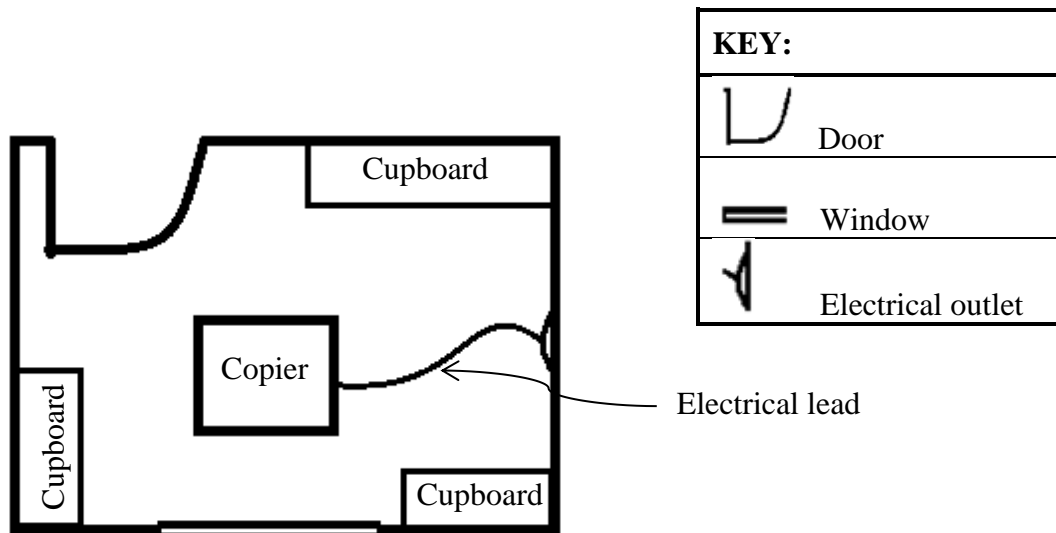 KEY:
Door
Window
Electrical outlet
Cupboard
Copier
Electrical lead
Cupboard
Cupboard